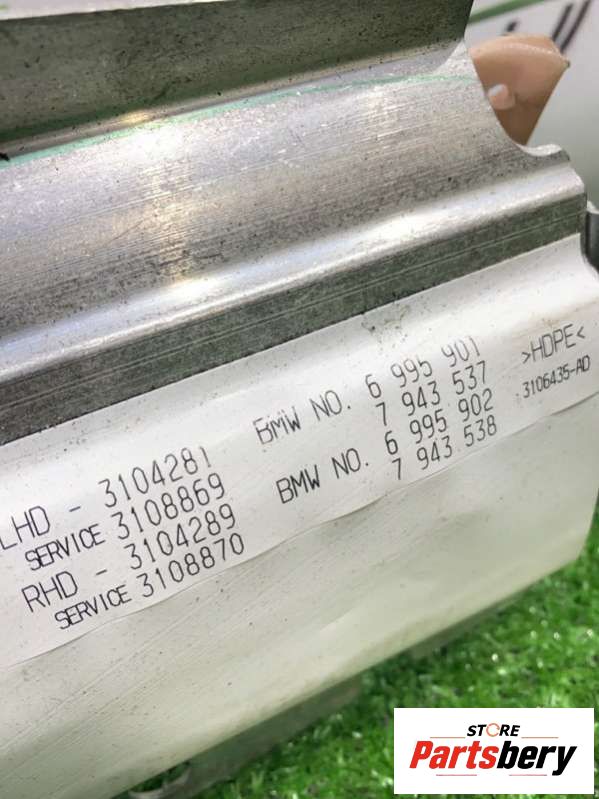 LHD - 3104281 BMW NO. 6 995 901 >HDPE<
SERVICE 3108869 7 943 537 3106435-AD
RHD - 3104289 BMW NO. 6 995 902
SERVICE 3108870 7 943 538
STORE
Partsbery